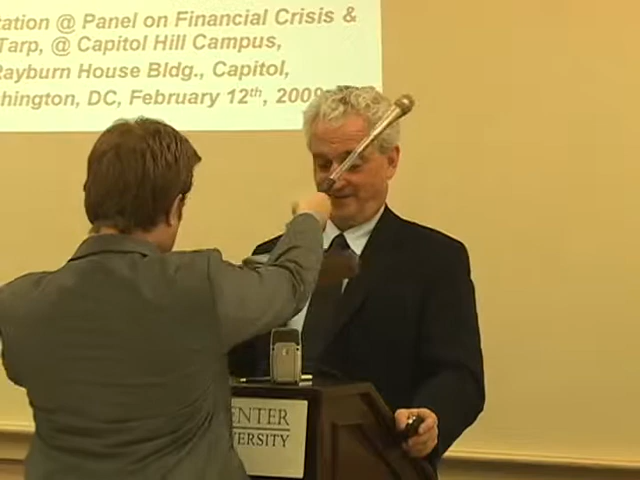 tation @ Panel on Financial Crisis &
Tarp, @ Capitol Hill Campus,
Rayburn House Bldg., Capitol,
hington, DC, February 12th, 2009
ENTER
VERSITY